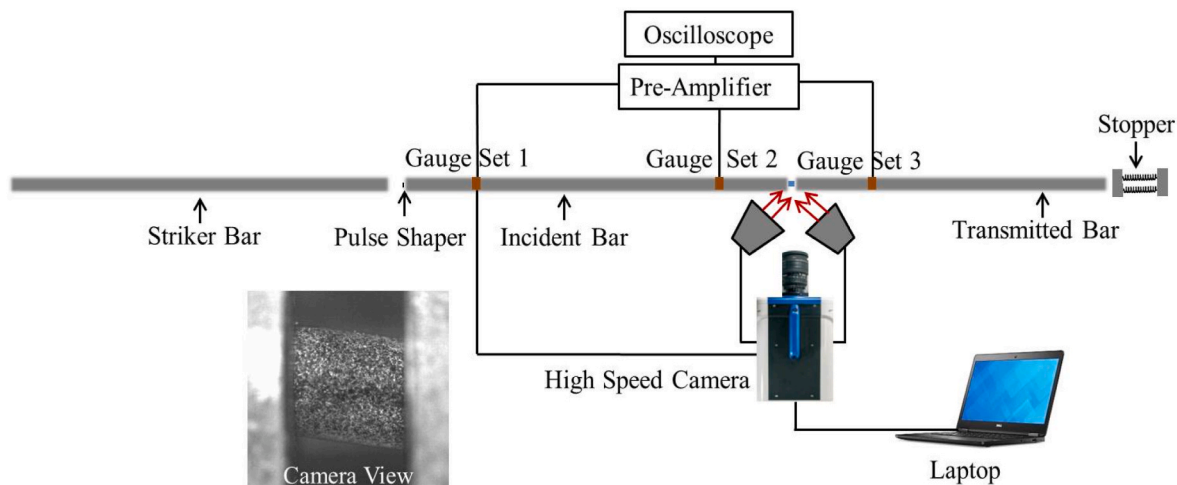 Oscilloscope
Pre-Amplifier
Stopper
Gauge Set 1
Gauge Set 2
Gauge Set 3
Striker Bar
Pulse Shaper
Incident Bar
Transmitted Bar
High Speed Camera
Camera View
Laptop